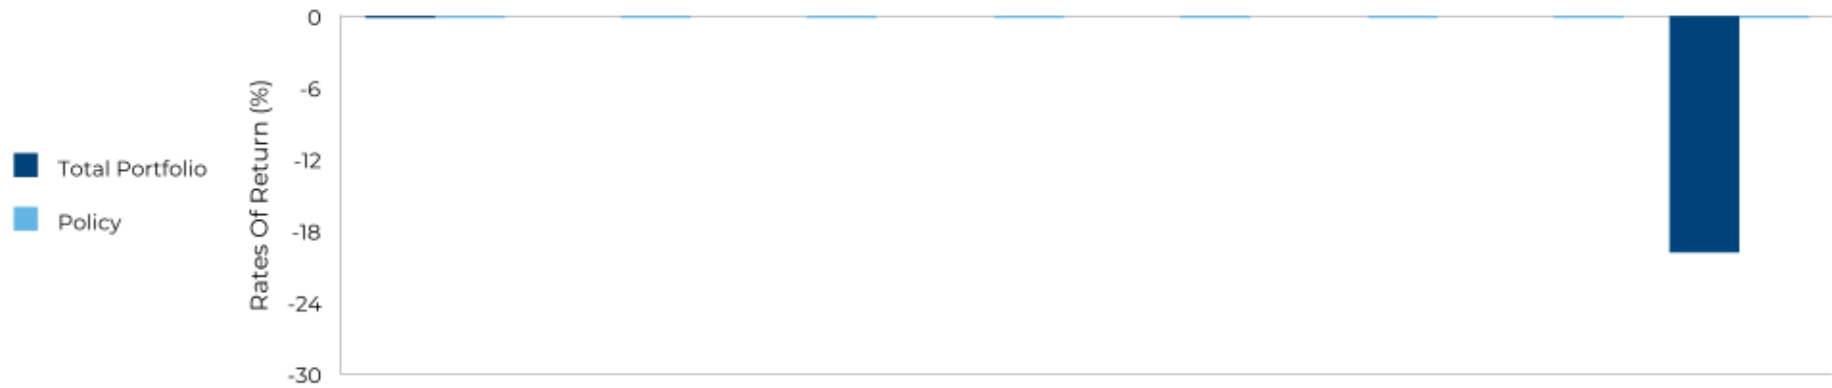 Total Portfolio
Policy
Rates Of Return (%)
0
-6
-12
-18
-24
-30